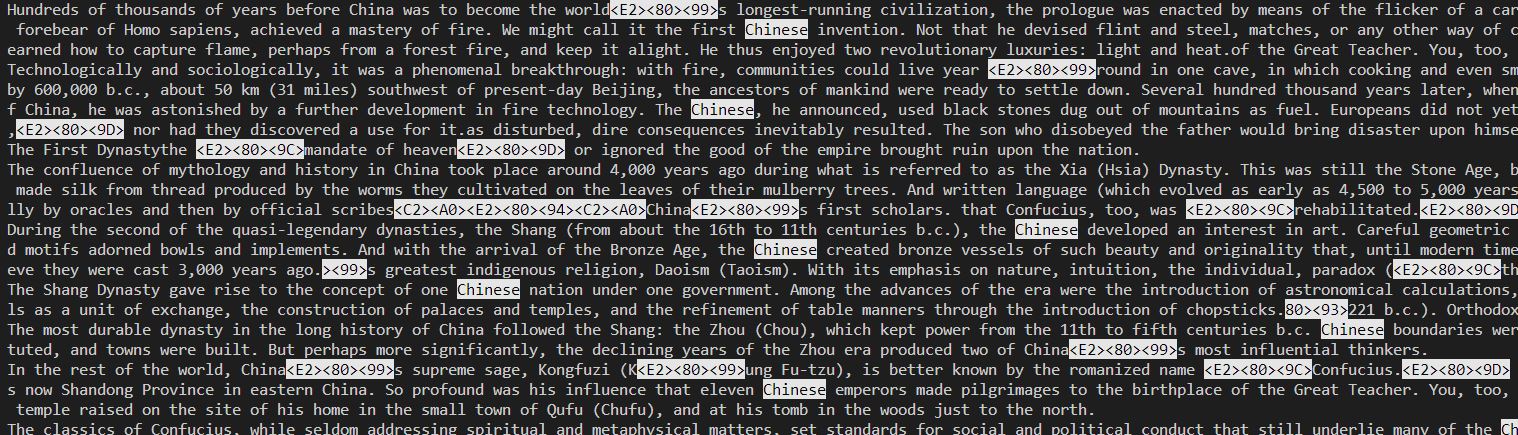 Hundreds of thousands of years before China was to become the world<E2><80><99>s longest-running civilization, the prologue was enacted by means of the flicker of a car
forebear of Homo sapiens, achieved a mastery of fire. We might call it the first Chinese invention. Not that he devised flint and steel, matches, or any other way of c
earned how to capture flame, perhaps from a forest fire, and keep it alight. He thus enjoyed two revolutionary luxuries: light and heat.of the Great Teacher. You, too,
Technologically and sociologically, it was a phenomenal breakthrough: with fire, communities could live year <E2><80><99>round in one cave, in which cooking and even sm
by 600,000 b.c., about 50 km (31 miles) southwest of present-day Beijing, the ancestors of mankind were ready to settle down. Several hundred thousand years later, when
f China, he was astonished by a further development in fire technology. The Chinese, he announced, used black stones dug out of mountains as fuel. Europeans did not yet
,<E2><80><9D> nor had they discovered a use for it.as disturbed, dire consequences inevitably resulted. The son who disobeyed the father would bring disaster upon himse
The First Dynastythe <E2><80><9C>mandate of heaven<E2><80><9D> or ignored the good of the empire brought ruin upon the nation.
The confluence of mythology and history in China took place around 4,000 years ago during what is referred to as the Xia (Hsia) Dynasty. This was still the Stone Age, b
made silk from thread produced by the worms they cultivated on the leaves of their mulberry trees. And written language (which evolved as early as 4,500 to 5,000 years
lly by oracles and then by official scribes<C2><A0><E2><80><94><C2><A0>China<E2><80><99>s first scholars. that Confucius, too, was <E2><80><9C>rehabilitated.<E2><80><9D
During the second of the quasi-legendary dynasties, the Shang (from about the 16th to 11th centuries b.c.), the Chinese developed an interest in art. Careful geometric
d motifs adorned bowls and implements. And with the arrival of the Bronze Age, the Chinese created bronze vessels of such beauty and originality that, until modern time
eve they were cast 3,000 years ago.><99>s greatest indigenous religion, Daoism (Taoism). With its emphasis on nature, intuition, the individual, paradox (<E2><80><9C>th
The Shang Dynasty gave rise to the concept of one Chinese nation under one government. Among the advances of the era were the introduction of astronomical calculations,
ls as a unit of exchange, the construction of palaces and temples, and the refinement of table manners through the introduction of chopsticks.80><93>221 b.c.). Orthodox
The most durable dynasty in the long history of China followed the Shang: the Zhou (Chou), which kept power from the 11th to fifth centuries b.c. Chinese boundaries wer
tuted, and towns were built. But perhaps more significantly, the declining years of the Zhou era produced two of China<E2><80><99>s most influential thinkers.
In the rest of the world, China<E2><80><99>s supreme sage, Kongfuzi (K<E2><80><99>ung Fu-tzu), is better known by the romanized name <E2><80><9C>Confucius.<E2><80><9D>
s now Shandong Province in eastern China. So profound was his influence that eleven Chinese emperors made pilgrimages to the birthplace of the Great Teacher. You, too,
temple raised on the site of his home in the small town of Qufu (Chufu), and at his tomb in the woods just to the north.
The classics of Confucius, while seldom addressing spiritual and metaphysical matters, set standards for social and political conduct that still underlie many of the Ch